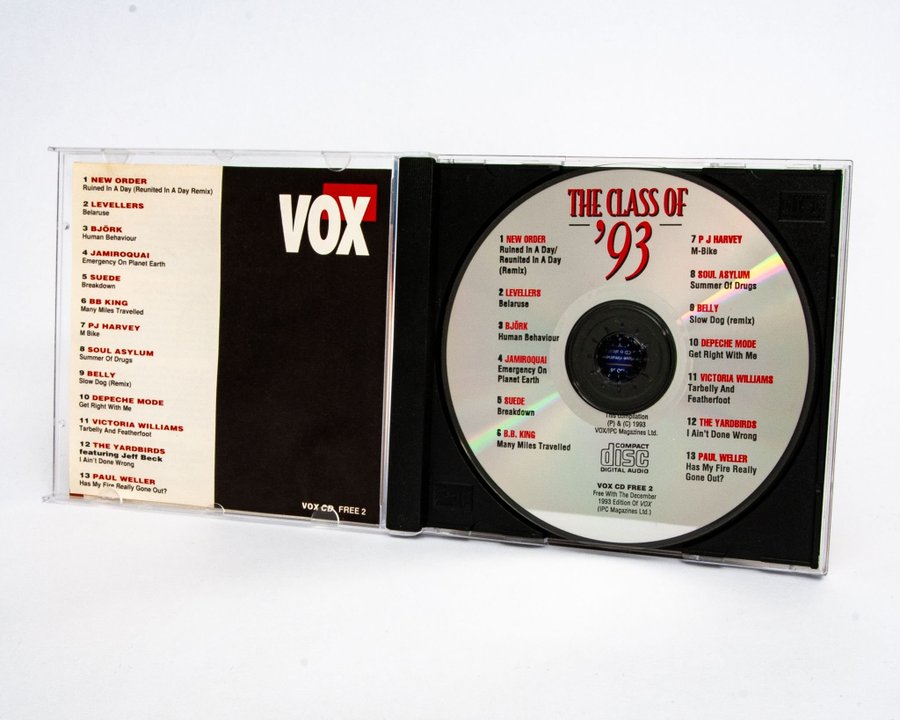 1 NEW ORDER
Ruined In A Day (Reunited In A Day Remix)
2 LEVELLERS
Belaruse
3 BJÖRK
Human Behaviour
4 JAMIROQUAI
Emergency On Planet Earth
5 SUEDE
Breakdown
6 BB KING
Many Miles Travelled
7 PJ HARVEY
M Bike
8 SOUL ASYLUM
Summer Of Drugs
9 BELLY
Slow Dog (Remix)
10 DEPECHE MODE
Get Right With Me
11 VICTORIA WILLIAMS
Tarbelly And Featherfoot
12 THE YARDBIRDS
featuring Jeff Beck
I Ain't Done Wrong
13 PAUL WELLER
Has My Fire Really Gone Out?
VOX
VOX CD FREE 2
THE CLASS OF
'93
1 NEW ORDER
Ruined In A Day/
Reunited In A Day
(Remix)
2 LEVELLERS
Belaruse
3 BJÖRK
Human Behaviour
4 JAMIROQUAI
Emergency On
Planet Earth
5 SUEDE
Breakdown
6 B.B. KING
Many Miles Travelled
7 P J HARVEY
M-Bike
8 SOUL ASYLUM
Summer Of Drugs
9 BELLY
Slow Dog (remix)
10 DEPECHE MODE
Get Right With Me
11 VICTORIA WILLIAMS
Tarbelly And
Featherfoot
12 THE YARDBIRDS
I Ain't Done Wrong
13 PAUL WELLER
Has My Fire Really
Gone Out?
This compilation
(P) & (C) 1993
VOX/IPC Magazines Ltd.
COMPACT
disc
DIGITAL AUDIO
VOX CD FREE 2
Free With The December
1993 Edition Of VOX
(IPC Magazines Ltd.)